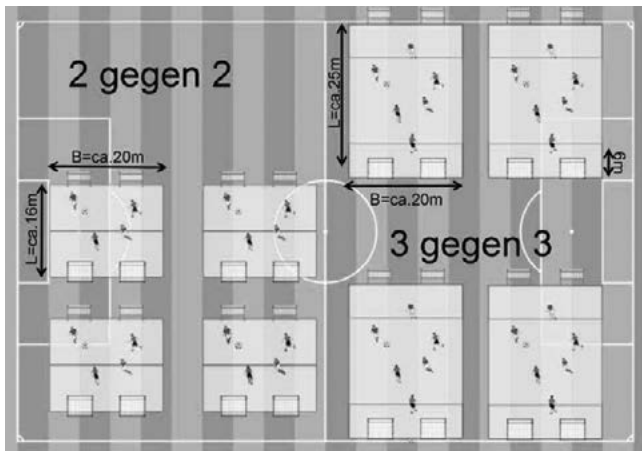 2 gegen 2
B=ca.20m
L=ca.16m
L=ca.25m
6m
B=ca.20m
3 gegen 3